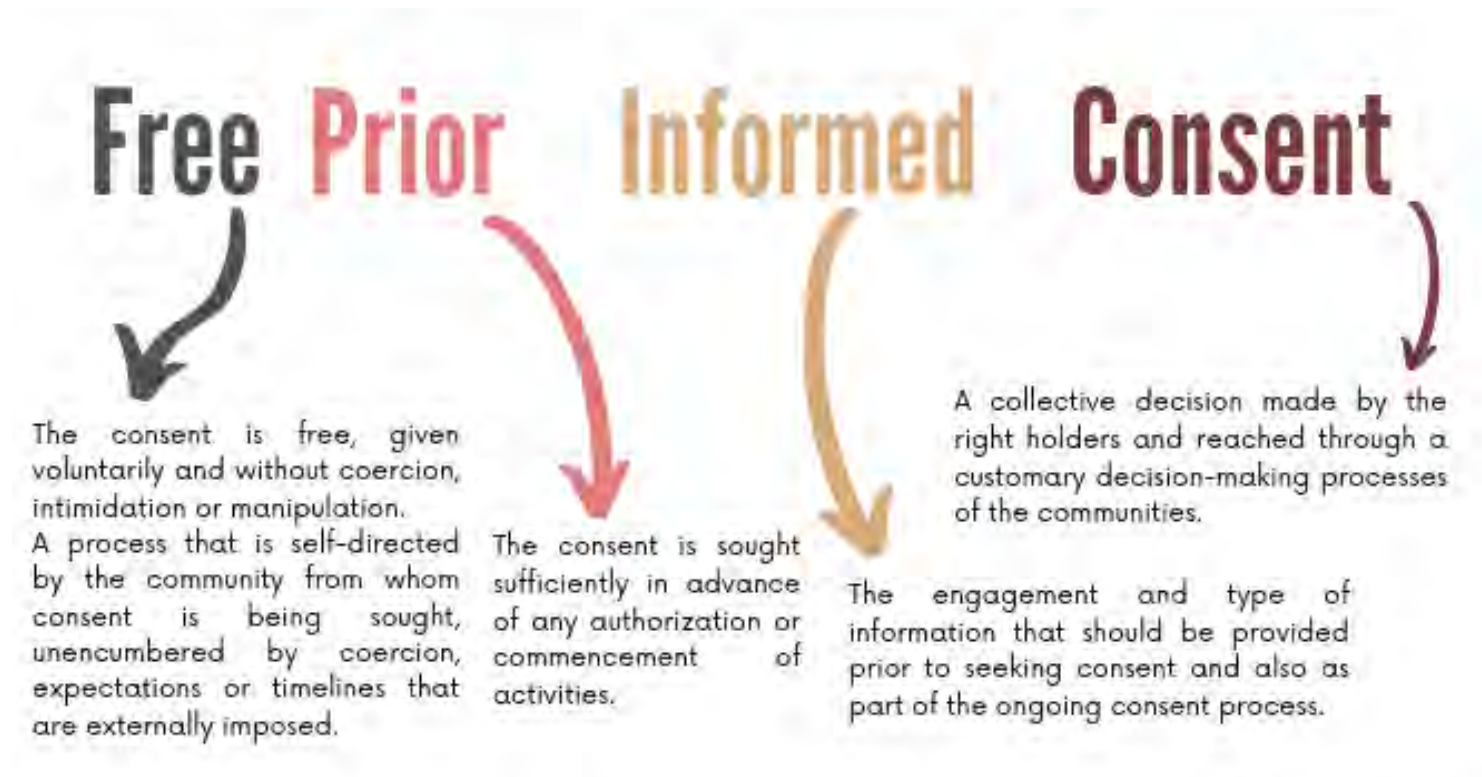 Free Prior Informed Consent
The consent is free, given
voluntarily and without coercion,
intimidation or manipulation.
A process that is self-directed
by the community from whom
consent is being sought,
unencumbered by coercion,
expectations or timelines that
are externally imposed.
The consent is sought
sufficiently in advance
of any authorization or
commencement of
activities.
The engagement and type of
information that should be provided
prior to seeking consent and also as
part of the ongoing consent process.
A collective decision made by the
right holders and reached through a
customary decision-making processes
of the communities.